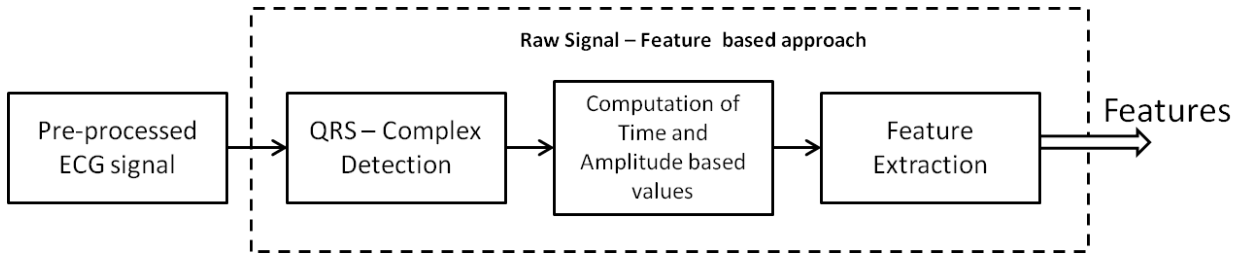 Raw Signal – Feature based approach
Pre-processed
ECG signal
QRS – Complex
Detection
Computation of
Time and
Amplitude based
values
Feature
Extraction
Features